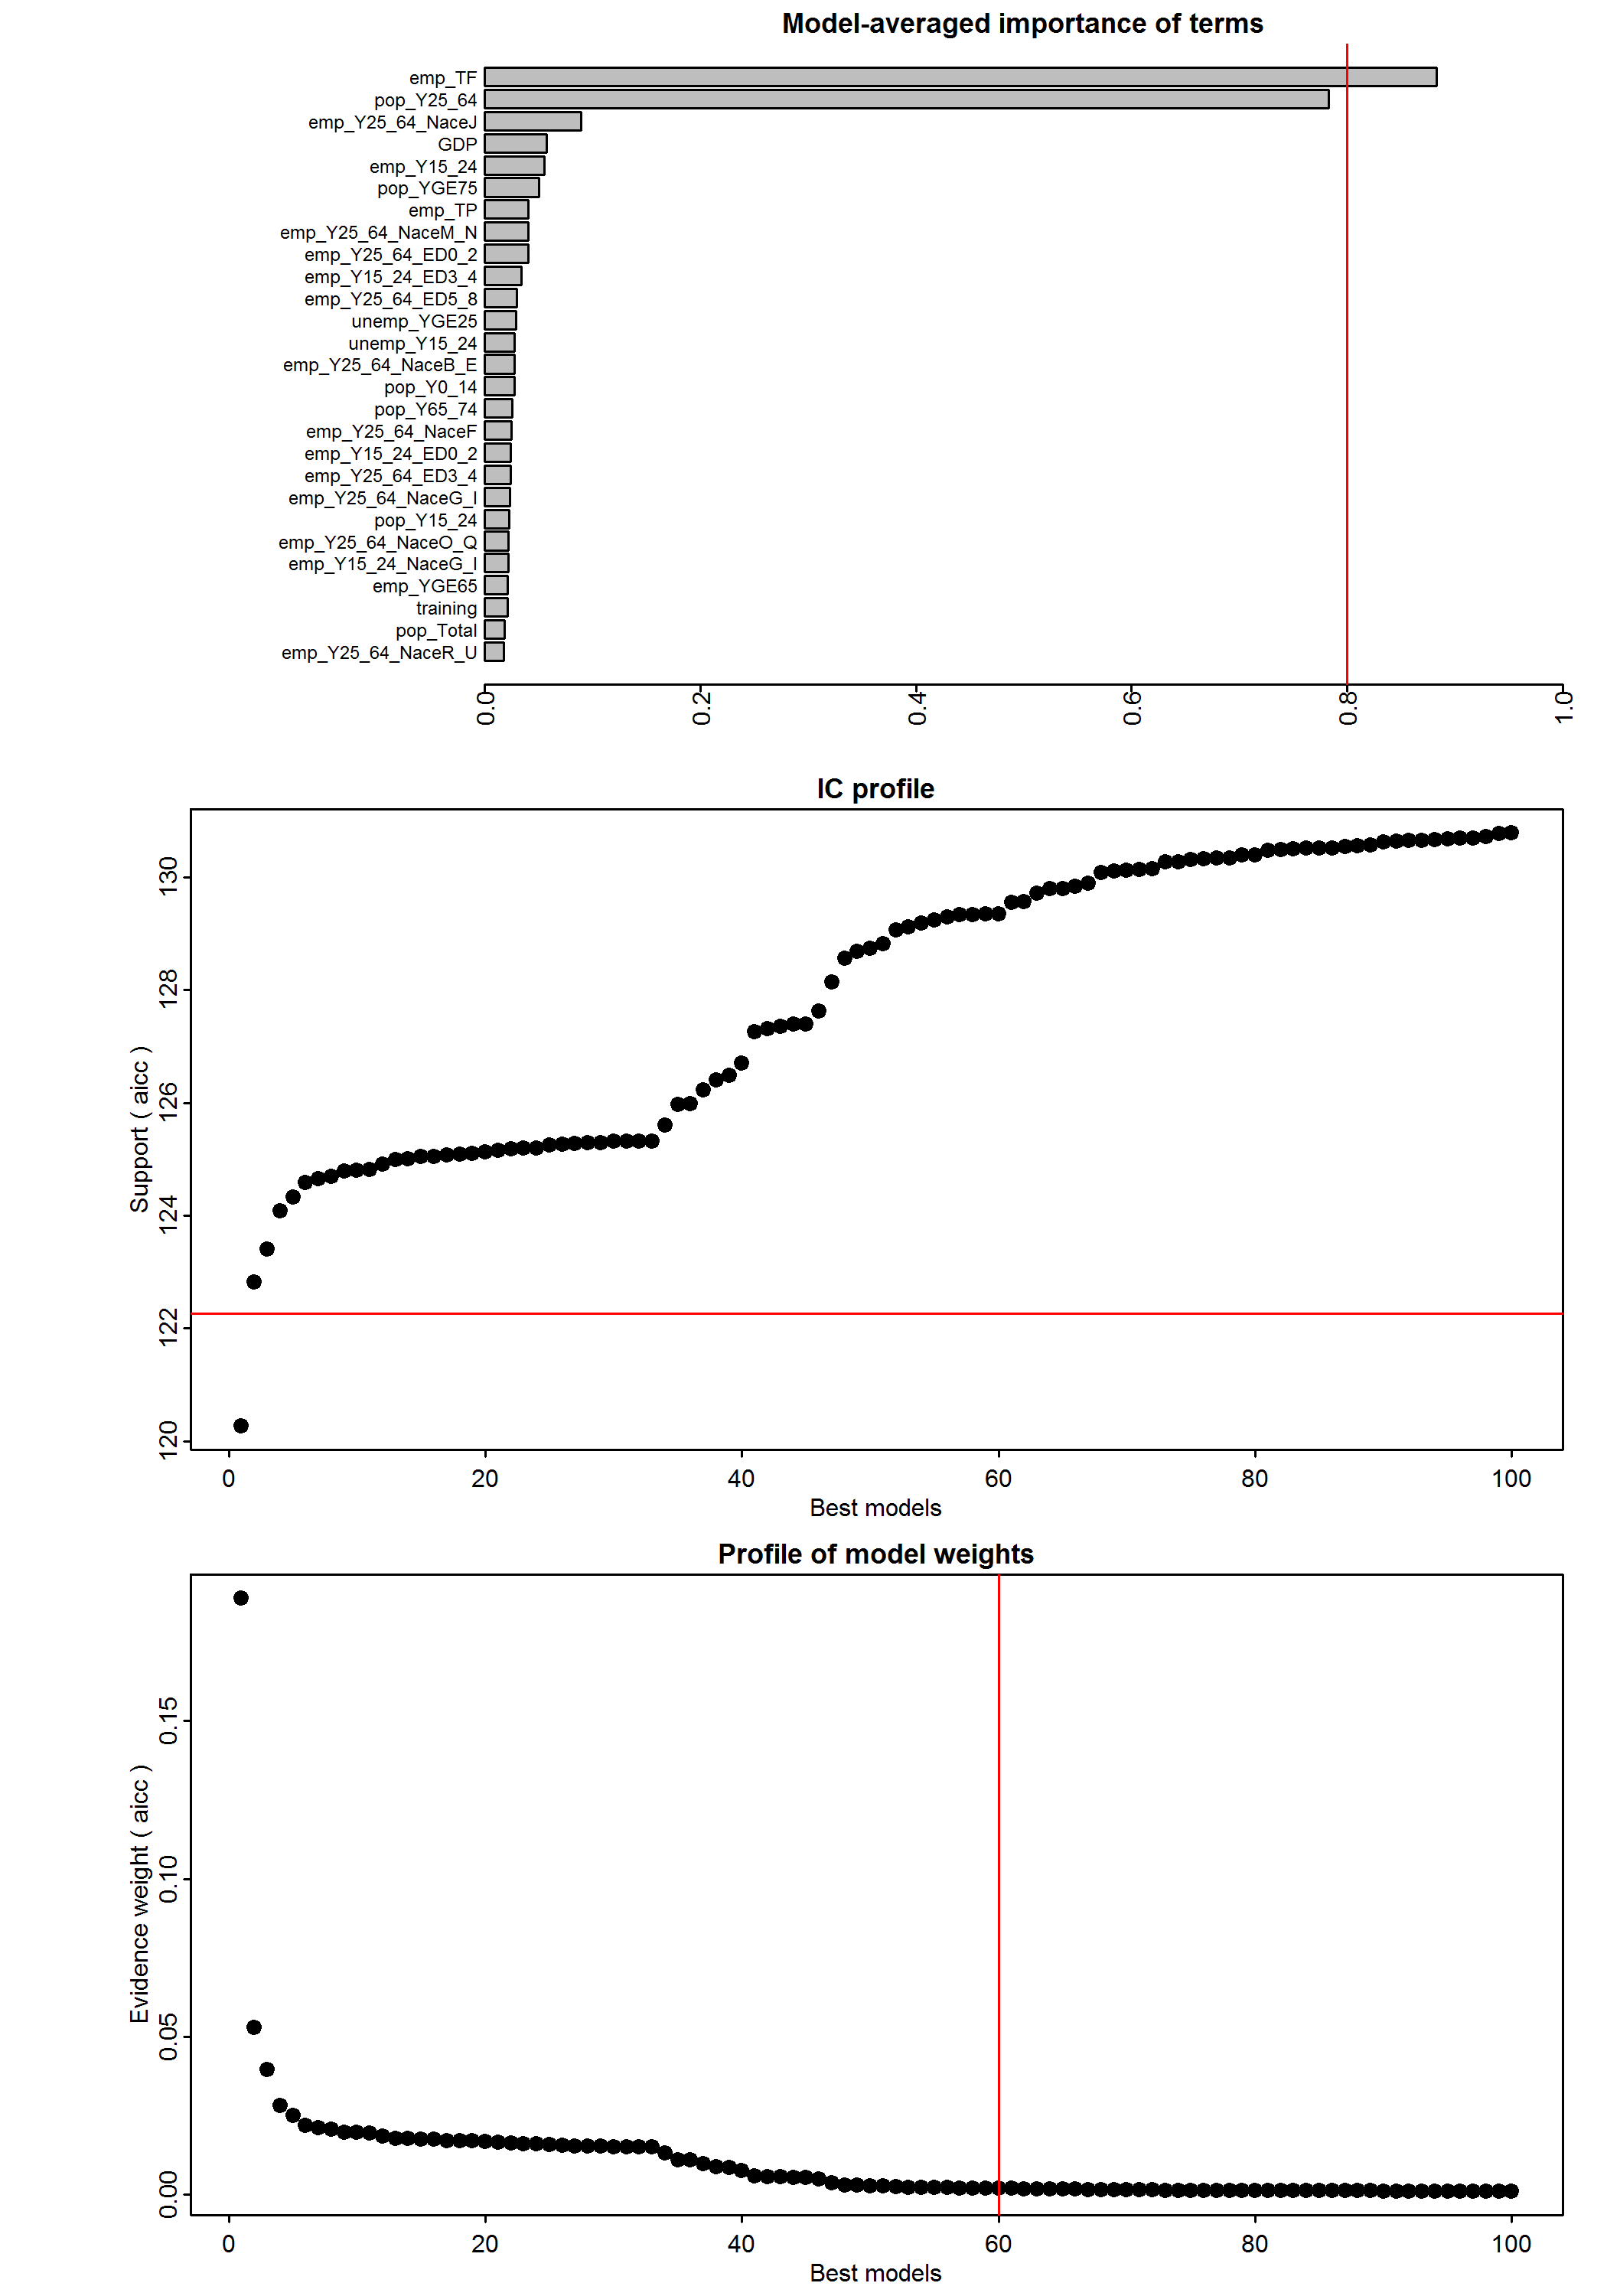 Model-averaged importance of terms
emp_TF
pop_Y25_64
emp_Y25_64_NaceJ
GDP
emp_Y15_24
pop_YGE75
emp_TP
emp_Y25_64_NaceM_N
emp_Y25_64_ED0_2
emp_Y15_24_ED3_4
emp_Y25_64_ED5_8
unemp_YGE25
unemp_Y15_24
emp_Y25_64_NaceB_E
pop_Y0_14
pop_Y65_74
emp_Y25_64_NaceF
emp_Y15_24_ED0_2
emp_Y25_64_ED3_4
emp_Y25_64_NaceG_I
pop_Y15_24
emp_Y25_64_NaceO_Q
emp_Y15_24_NaceG_I
emp_YGE65
training
pop_Total
emp_Y25_64_NaceR_U
0.0 0.2 0.4 0.6 0.8 1.0
IC profile
Support ( aicc )
130
128
126
124
122
120
0 20 40 60 80 100
Best models
Profile of model weights
Evidence weight ( aicc )
0.15
0.10
0.05
0.00
0 20 40 60 80 100
Best models